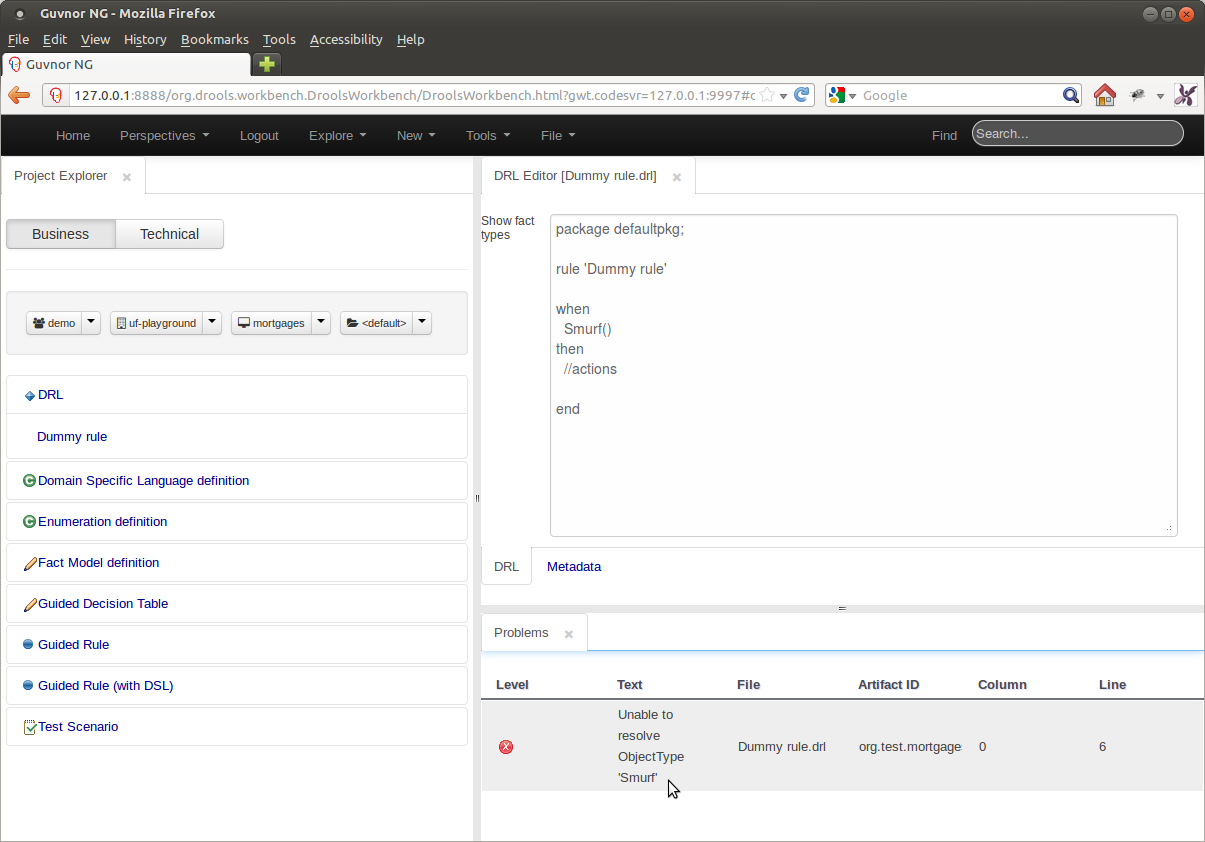 Guvnor NG - Mozilla Firefox
File Edit View History Bookmarks Tools Accessibility Help
Guvnor NG
127.0.0.1:8888/org.drools.workbench.DroolsWorkbench/DroolsWorkbench.html?gwt.codesvr=127.0.0.1:9997#c
Google
Home Perspectives Logout Explore New Tools File Find Search...
Project Explorer
Business Technical
demo uf-playground mortgages <default>
DRL
Dummy rule
Domain Specific Language definition
Enumeration definition
Fact Model definition
Guided Decision Table
Guided Rule
Guided Rule (with DSL)
Test Scenario
DRL Editor [Dummy rule.drl]
Show fact
types
package defaultpkg;
rule 'Dummy rule'
when
Smurf()
then
//actions
end
DRL Metadata
Problems
Level Text File Artifact ID Column Line
Unable to
resolve
ObjectType
'Smurf'
Dummy rule.drl org.test.mortgage 0 6